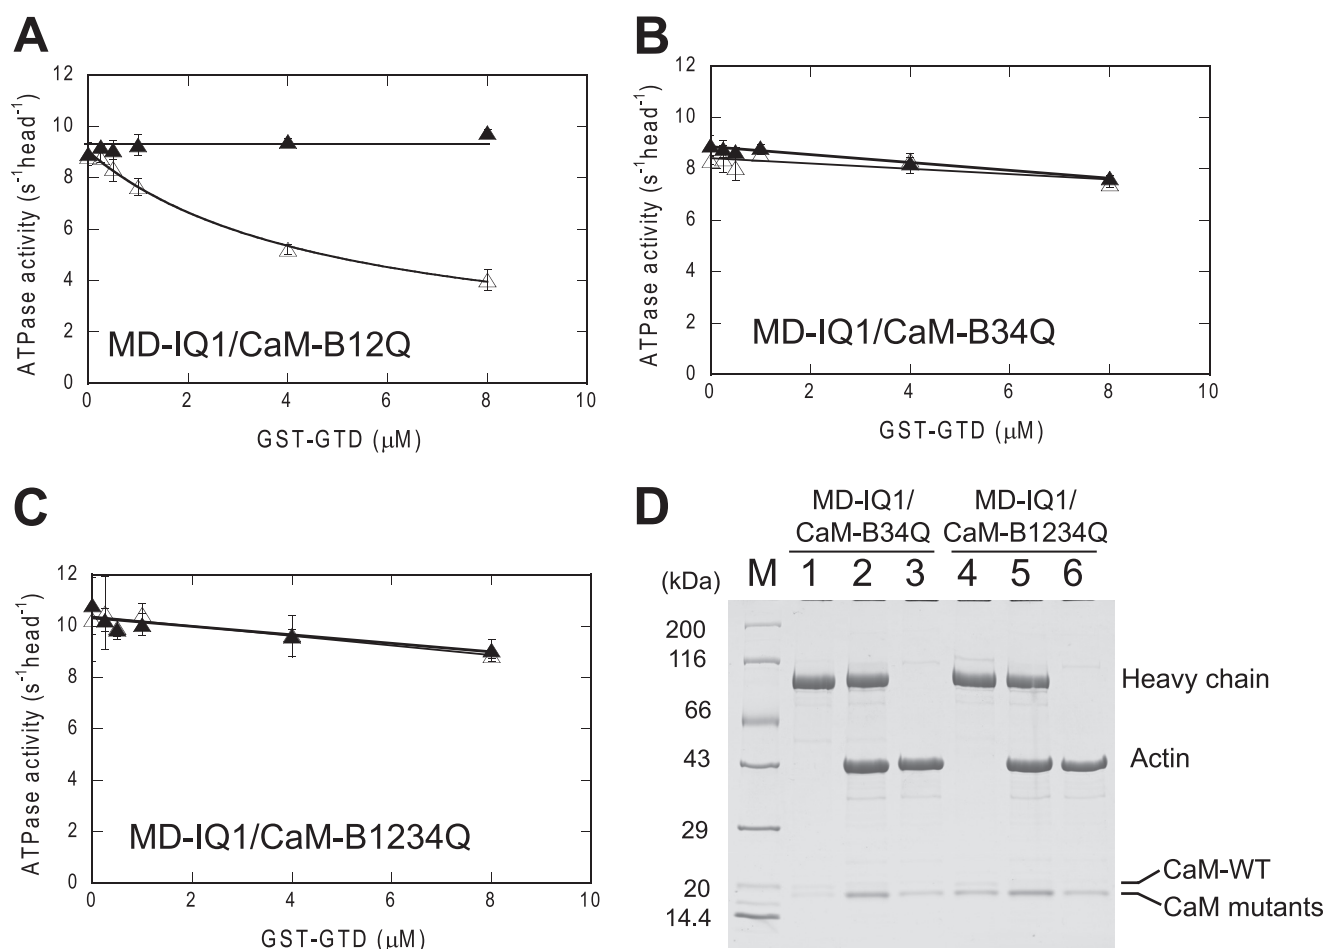 A
ATPase activity (s⁻¹head⁻¹)
12
10
8
6
4
2
0
MD-IQ1/CaM-B12Q
0 2 4 6 8 10
GST-GTD (μM)
B
ATPase activity (s⁻¹head⁻¹)
12
10
8
6
4
2
0
MD-IQ1/CaM-B34Q
0 2 4 6 8 10
GST-GTD (μM)
C
ATPase activity (s⁻¹head⁻¹)
12
10
8
6
4
2
0
MD-IQ1/CaM-B1234Q
0 2 4 6 8 10
GST-GTD (μM)
D
MD-IQ1/
CaM-B34Q
MD-IQ1/
CaM-B1234Q
(kDa) M 1 2 3 4 5 6
200
116
66
43
29
20
14.4
Heavy chain
Actin
CaM-WT
CaM mutants